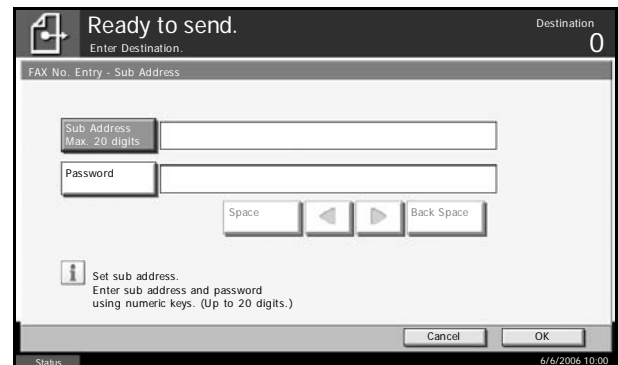 Ready to send.
Destination
Enter Destination.
0
FAX No. Entry - Sub Address
Sub Address
Max. 20 digits
Password
Space
Back Space
i
Set sub address.
Enter sub address and password
using numeric keys. (Up to 20 digits.)
Cancel
OK
Status
6/6/2006 10:00